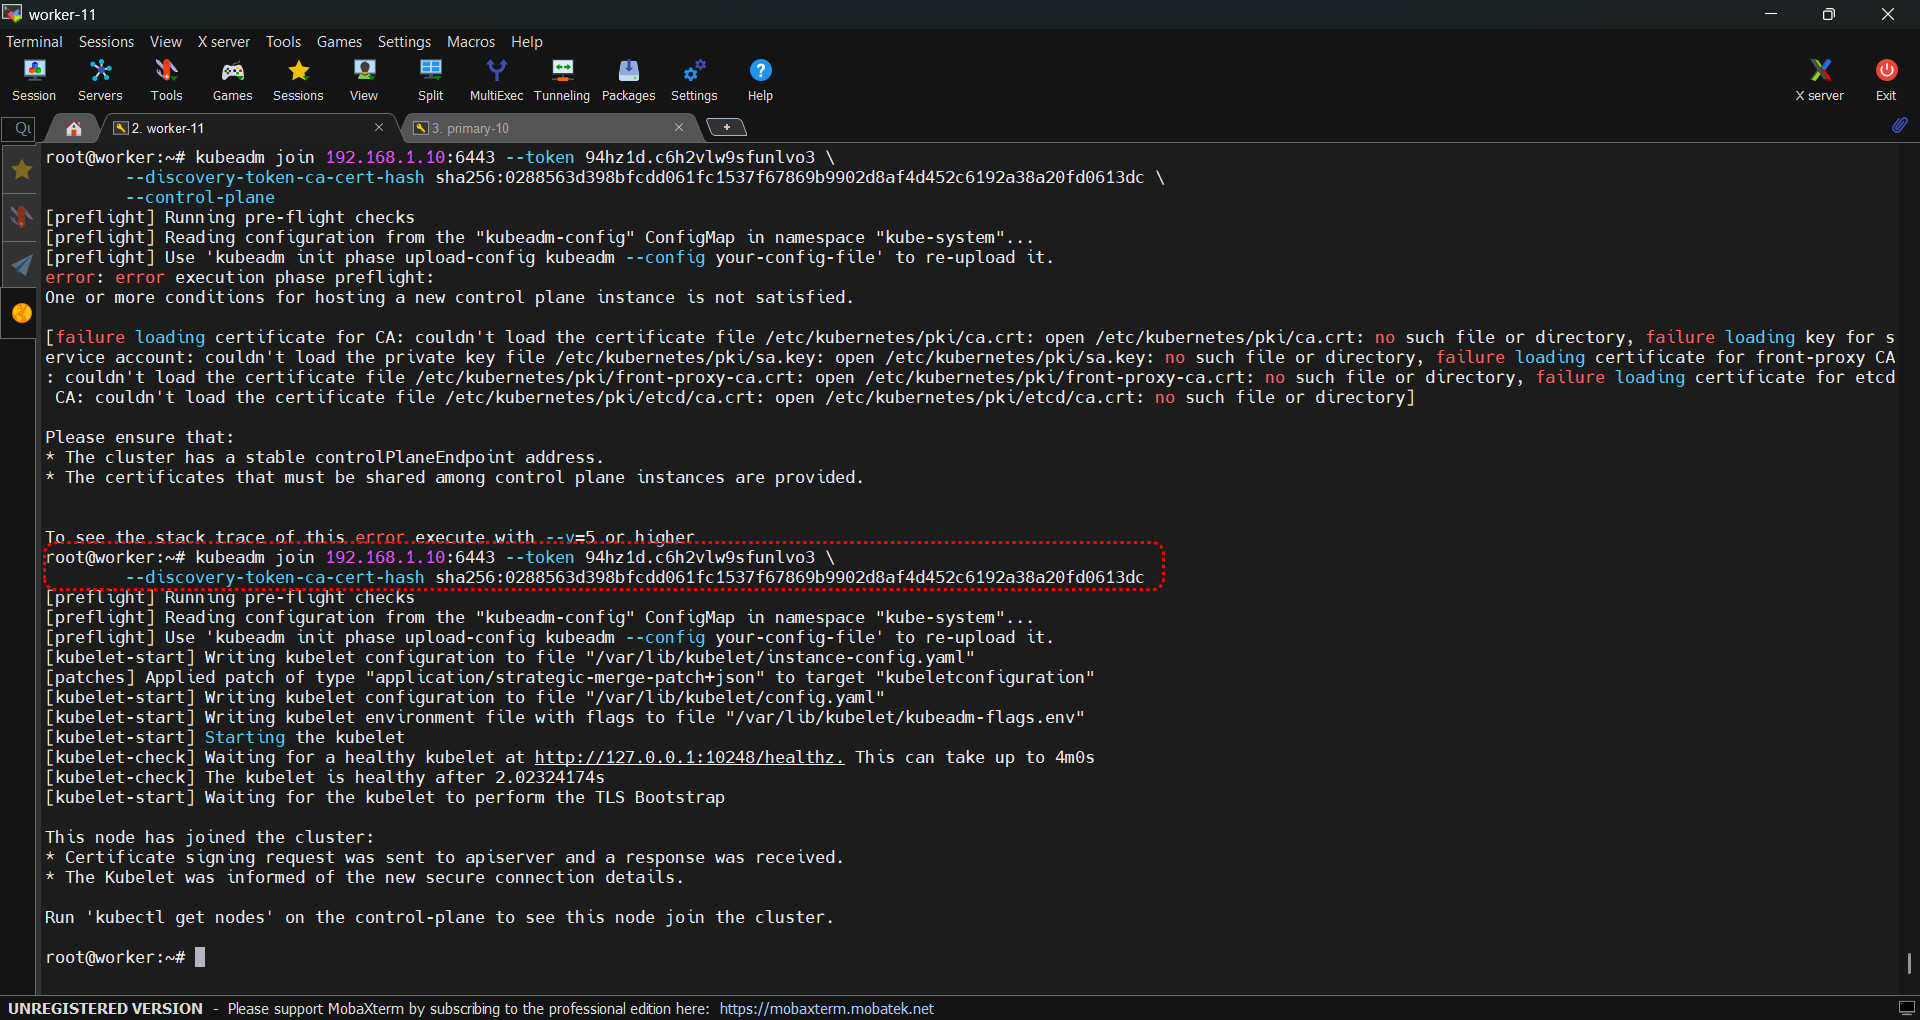 worker-11
Terminal Sessions View X server Tools Games Settings Macros Help
Session Servers Tools Games Sessions View Split MultiExec Tunneling Packages Settings Help X server Exit
2. worker-11 3. primary-10
root@worker:~# kubeadm join 192.168.1.10:6443 --token 94hz1d.c6h2vlw9sfunlvo3 \
--discovery-token-ca-cert-hash sha256:0288563d398bfcdd061fc1537f67869b9902d8af4d452c6192a38a20fd0613dc \
--control-plane
[preflight] Running pre-flight checks
[preflight] Reading configuration from the "kubeadm-config" ConfigMap in namespace "kube-system"...
[preflight] Use 'kubeadm init phase upload-config kubeadm --config your-config-file' to re-upload it.
error: error execution phase preflight:
One or more conditions for hosting a new control plane instance is not satisfied.
[failure loading certificate for CA: couldn't load the certificate file /etc/kubernetes/pki/ca.crt: open /etc/kubernetes/pki/ca.crt: no such file or directory, failure loading key for s
ervice account: couldn't load the private key file /etc/kubernetes/pki/sa.key: open /etc/kubernetes/pki/sa.key: no such file or directory, failure loading certificate for front-proxy CA
: couldn't load the certificate file /etc/kubernetes/pki/front-proxy-ca.crt: open /etc/kubernetes/pki/front-proxy-ca.crt: no such file or directory, failure loading certificate for etcd
CA: couldn't load the certificate file /etc/kubernetes/pki/etcd/ca.crt: open /etc/kubernetes/pki/etcd/ca.crt: no such file or directory]
Please ensure that:
* The cluster has a stable controlPlaneEndpoint address.
* The certificates that must be shared among control plane instances are provided.
To see the stack trace of this error execute with --v=5 or higher
root@worker:~# kubeadm join 192.168.1.10:6443 --token 94hz1d.c6h2vlw9sfunlvo3 \
--discovery-token-ca-cert-hash sha256:0288563d398bfcdd061fc1537f67869b9902d8af4d452c6192a38a20fd0613dc
[preflight] Running pre-flight checks
[preflight] Reading configuration from the "kubeadm-config" ConfigMap in namespace "kube-system"...
[preflight] Use 'kubeadm init phase upload-config kubeadm --config your-config-file' to re-upload it.
[kubelet-start] Writing kubelet configuration to file "/var/lib/kubelet/instance-config.yaml"
[patches] Applied patch of type "application/strategic-merge-patch+json" to target "kubeletconfiguration"
[kubelet-start] Writing kubelet configuration to file "/var/lib/kubelet/config.yaml"
[kubelet-start] Writing kubelet environment file with flags to file "/var/lib/kubelet/kubeadm-flags.env"
[kubelet-start] Starting the kubelet
[kubelet-check] Waiting for a healthy kubelet at http://127.0.0.1:10248/healthz. This can take up to 4m0s
[kubelet-check] The kubelet is healthy after 2.02324174s
[kubelet-start] Waiting for the kubelet to perform the TLS Bootstrap
This node has joined the cluster:
* Certificate signing request was sent to apiserver and a response was received.
* The Kubelet was informed of the new secure connection details.
Run 'kubectl get nodes' on the control-plane to see this node join the cluster.
root@worker:~#
UNREGISTERED VERSION - Please support MobaXterm by subscribing to the professional edition here: https://mobaxterm.mobatek.net